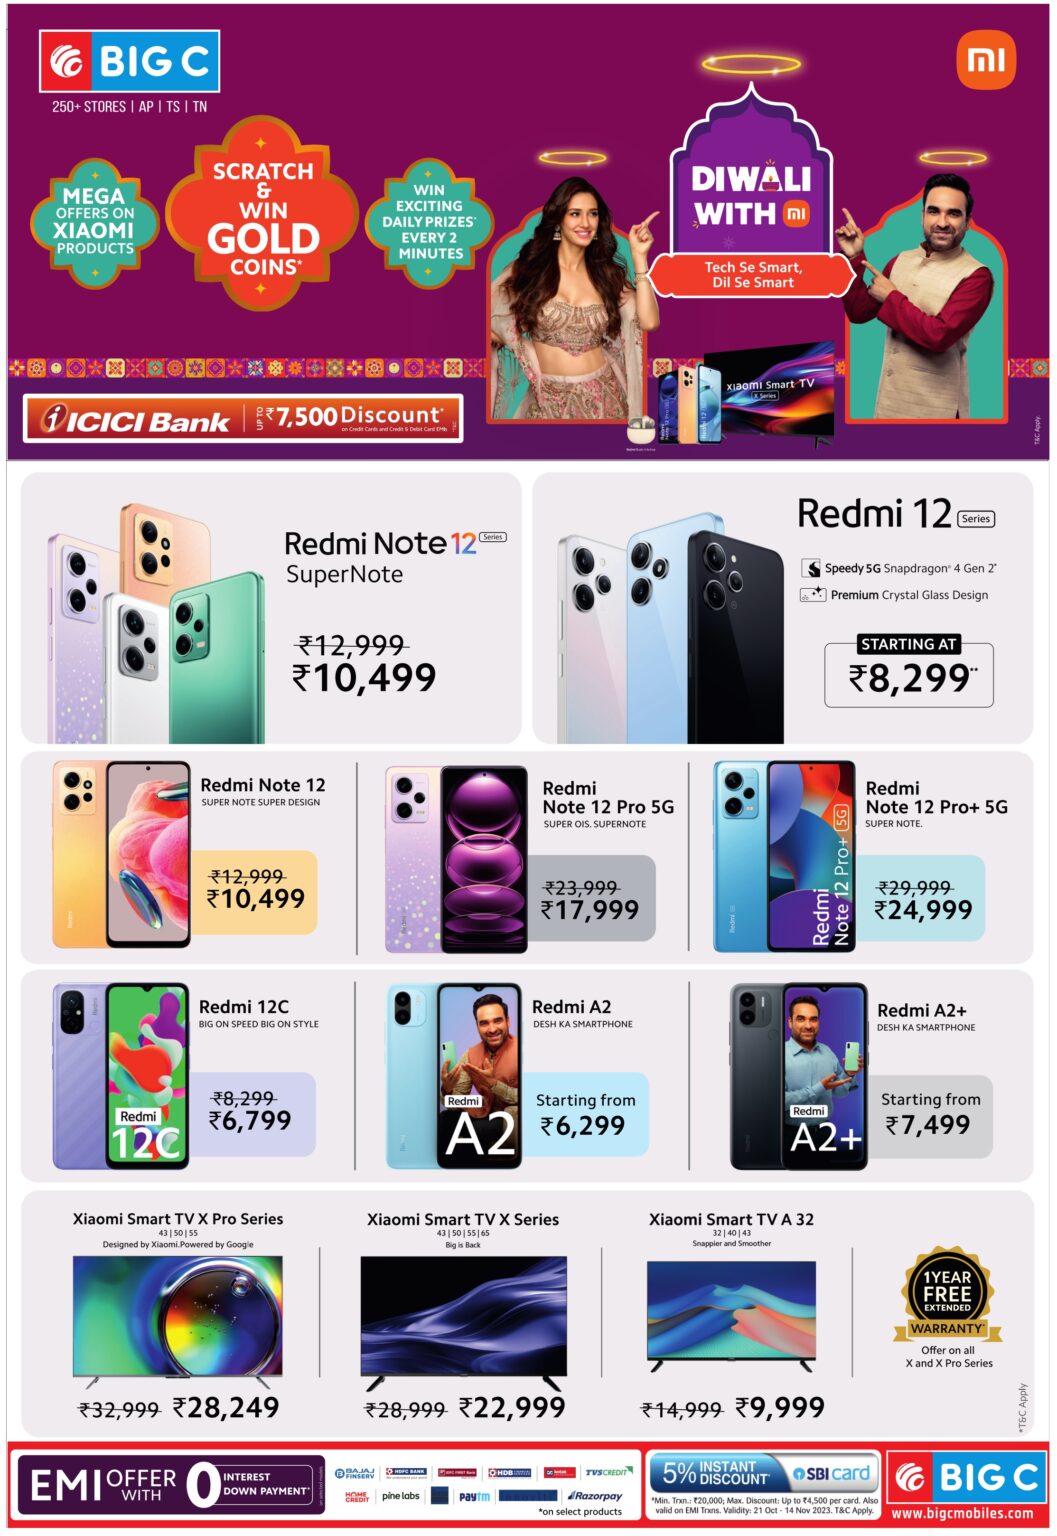 BIG C
250+ STORES | AP | TS | TN
MEGA
OFFERS ON
XIAOMI
PRODUCTS
SCRATCH
&
WIN
GOLD
COINS*
WIN
EXCITING
DAILY PRIZES*
EVERY 2
MINUTES
mi
DIWALI
WITH mi
Tech Se Smart,
Dil Se Smart
ICICI Bank
UP TO ₹7,500 Discount*
on Credit Cards and Credit & Debit Card EMIs
T&C Apply.
xiaomi Smart TV
X Series
Redmi Note 12 Series
SuperNote
₹12,999
₹10,499
Redmi 12 Series
Speedy 5G Snapdragon® 4 Gen 2*
Premium Crystal Glass Design
STARTING AT
₹8,299**
Redmi Note 12
SUPER NOTE SUPER DESIGN
₹12,999
₹10,499
Redmi
Note 12 Pro 5G
SUPER OIS. SUPERNOTE
₹23,999
₹17,999
Redmi
Note 12 Pro+ 5G
Redmi
Note 12 Pro+ 5G
SUPER NOTE.
₹29,999
₹24,999
Redmi
12C
Redmi 12C
BIG ON SPEED BIG ON STYLE
₹8,299
₹6,799
Redmi
A2
Redmi A2
DESH KA SMARTPHONE
Starting from
₹6,299
Redmi
A2+
Redmi A2+
DESH KA SMARTPHONE
Starting from
₹7,499
Xiaomi Smart TV X Pro Series
43 | 50 | 55
Designed by Xiaomi.Powered by Google
₹32,999 ₹28,249
Xiaomi Smart TV X Series
43 | 50 | 55 | 65
Big is Back
₹28,999 ₹22,999
Xiaomi Smart TV A 32
32 | 40 | 43
Snappier and Smoother
₹14,999 ₹9,999
1 YEAR
FREE
EXTENDED
WARRANTY*
Offer on all
X and X Pro Series
*T&C Apply
EMI OFFER WITH 0 INTEREST DOWN PAYMENT*
BAJAJ FINSERV
HDFC BANK
IDFC FIRST Bank
HDB
kotak
TVS CREDIT
HOME CREDIT
pine labs
paytm
Razorpay
*on select products
5% INSTANT DISCOUNT*
SBI card
*Min. Trxn.: ₹20,000; Max. Discount: Up to ₹4,500 per card. Also
valid on EMI Trxns. Validity: 21 Oct - 14 Nov 2023. T&C Apply.
BIG C
www.bigcmobiles.com